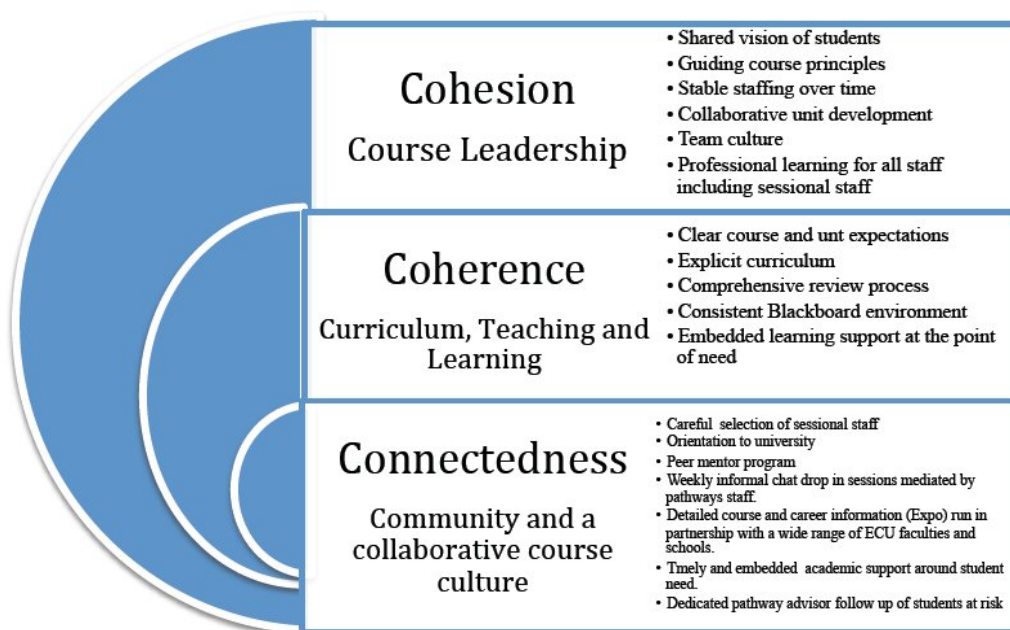 Cohesion
Course Leadership
• Shared vision of students
• Guiding course principles
• Stable staffing over time
• Collaborative unit development
• Team culture
• Professional learning for all staff
including sessional staff
Coherence
Curriculum, Teaching and
Learning
• Clear course and unt expectations
• Explicit curriculum
• Comprehensive review process
• Consistent Blackboard environment
• Embedded learning support at the point
of need
Connectedness
Community and a
collaborative course
culture
• Careful selection of sessional staff
• Orientation to university
• Peer mentor program
• Weekly informal chat drop in sessions mediated by
pathways staff.
• Detailed course and career information (Expo) run in
partnership with a wide range of ECU faculties and
schools.
• Tmely and embedded academic support around student
need.
• Dedicated pathway advisor follow up of students at risk